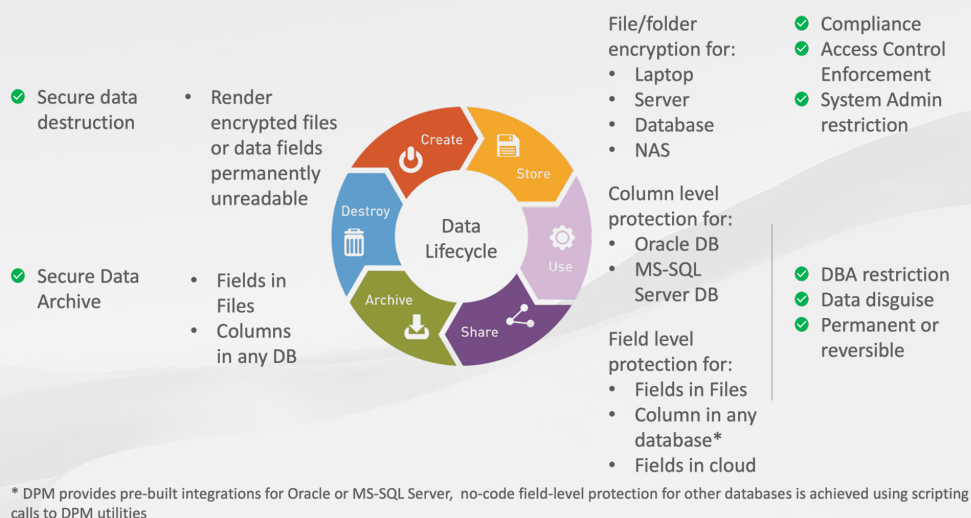 Secure data
destruction
• Render
encrypted files
or data fields
permanently
unreadable
Secure Data
Archive
• Fields in
Files
• Columns
in any DB
Create
Store
Use
Share
Archive
Destroy
Data
Lifecycle
File/folder
encryption for:
• Laptop
• Server
• Database
• NAS
Compliance
Access Control
Enforcement
System Admin
restriction
Column level
protection for:
• Oracle DB
• MS-SQL
Server DB
Field level
protection for:
• Fields in Files
• Column in any
database*
• Fields in cloud
DBA restriction
Data disguise
Permanent or
reversible
* DPM provides pre-built integrations for Oracle or MS-SQL Server, no-code field-level protection for other databases is achieved using scripting
calls to DPM utilities